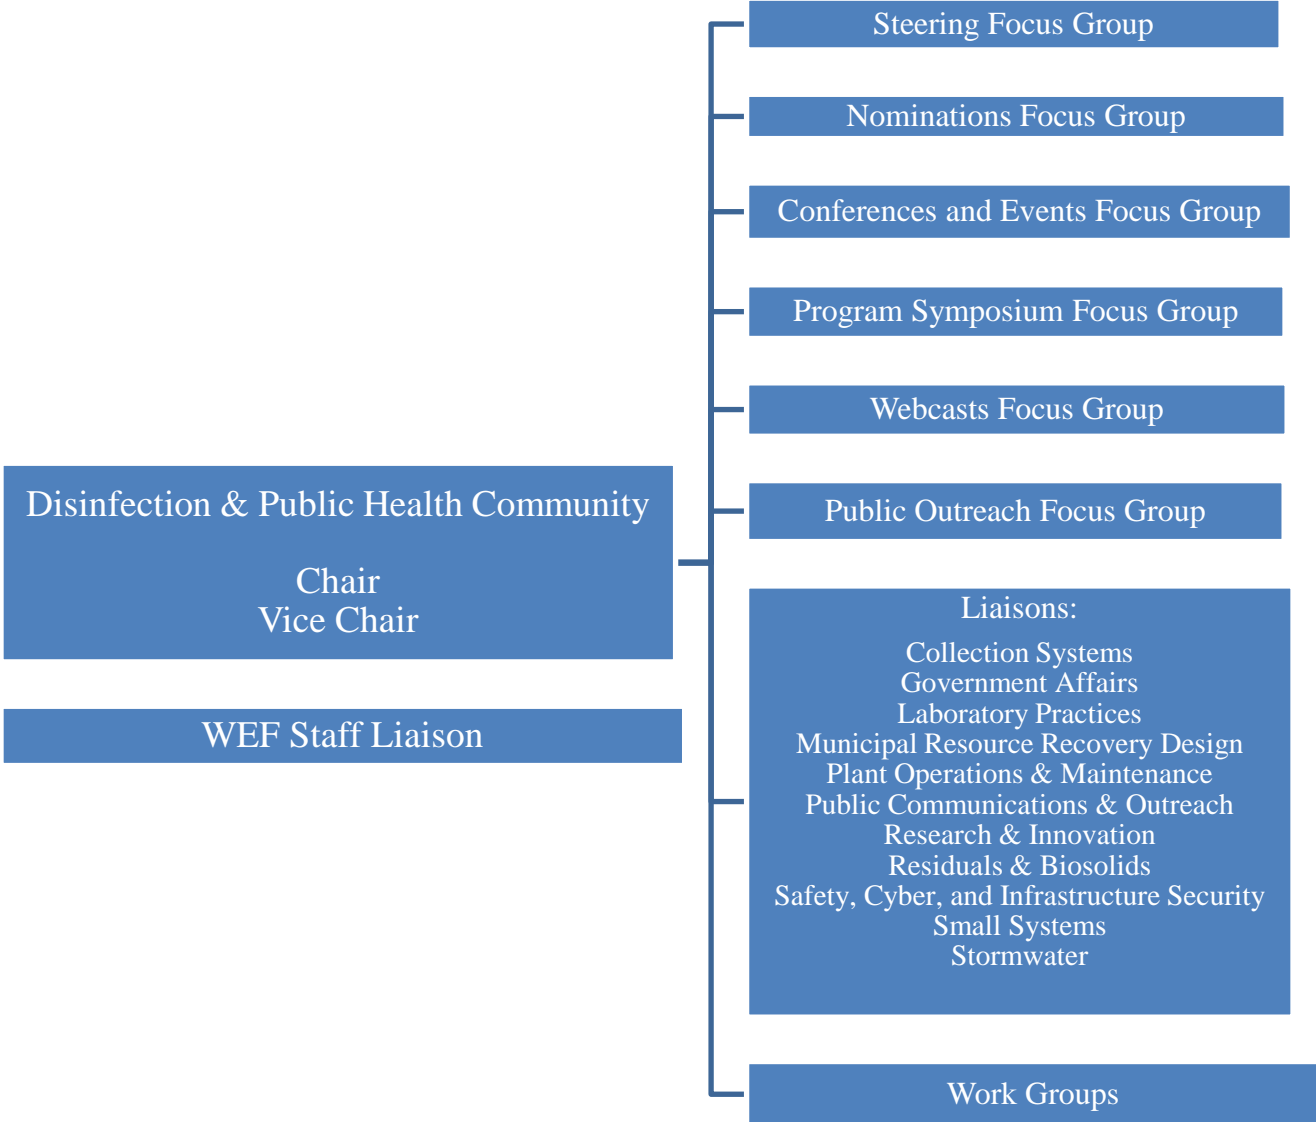 Steering Focus Group
Nominations Focus Group
Conferences and Events Focus Group
Program Symposium Focus Group
Webcasts Focus Group
Disinfection & Public Health Community
Chair
Vice Chair
Public Outreach Focus Group
WEF Staff Liaison
Liaisons:
Collection Systems
Government Affairs
Laboratory Practices
Municipal Resource Recovery Design
Plant Operations & Maintenance
Public Communications & Outreach
Research & Innovation
Residuals & Biosolids
Safety, Cyber, and Infrastructure Security
Small Systems
Stormwater
Work Groups